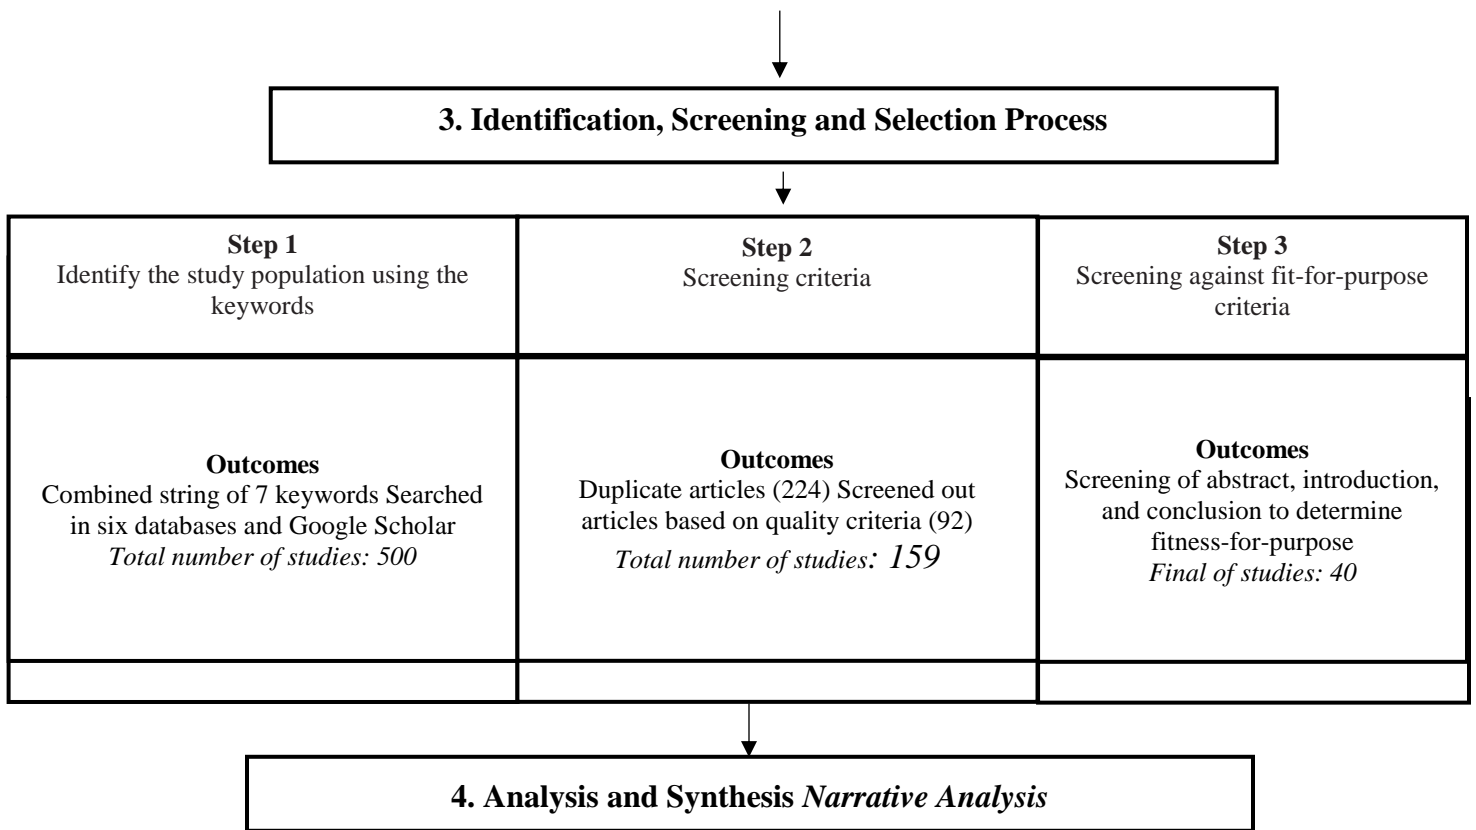 3. Identification, Screening and Selection Process
Step 1
Identify the study population using the
keywords
Step 2
Screening criteria
Step 3
Screening against fit-for-purpose
criteria
Outcomes
Combined string of 7 keywords Searched
in six databases and Google Scholar
Total number of studies: 500
Outcomes
Duplicate articles (224) Screened out
articles based on quality criteria (92)
Total number of studies: 159
Outcomes
Screening of abstract, introduction,
and conclusion to determine
fitness-for-purpose
Final of studies: 40
4. Analysis and Synthesis Narrative Analysis